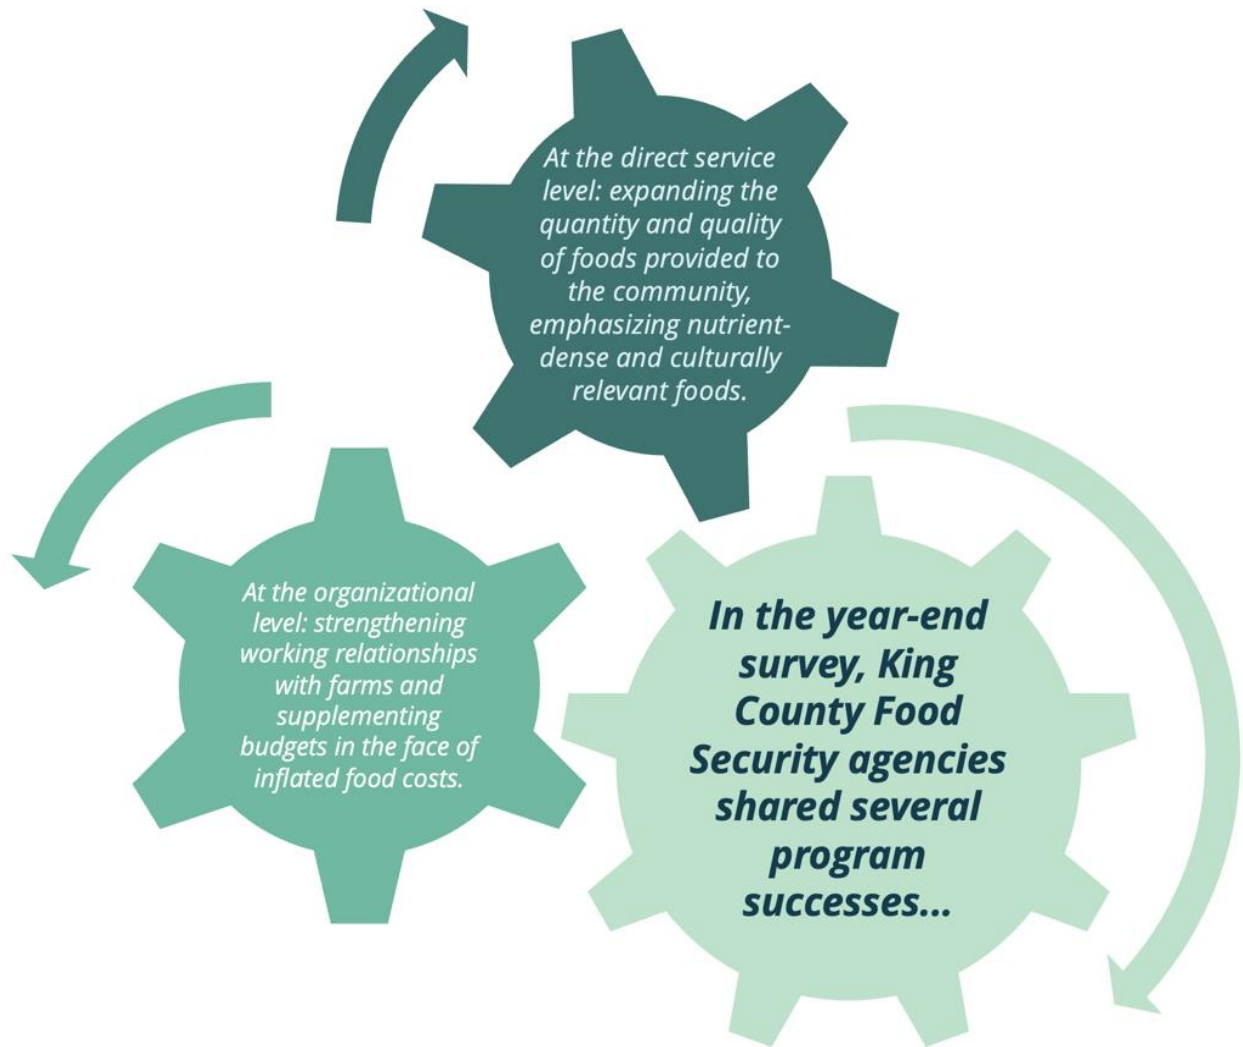 At the direct service
level: expanding the
quantity and quality
of foods provided to
the community,
emphasizing nutrient-
dense and culturally
relevant foods.
At the organizational
level: strengthening
working relationships
with farms and
supplementing
budgets in the face of
inflated food costs.
In the year-end
survey, King
County Food
Security agencies
shared several
program
successes...